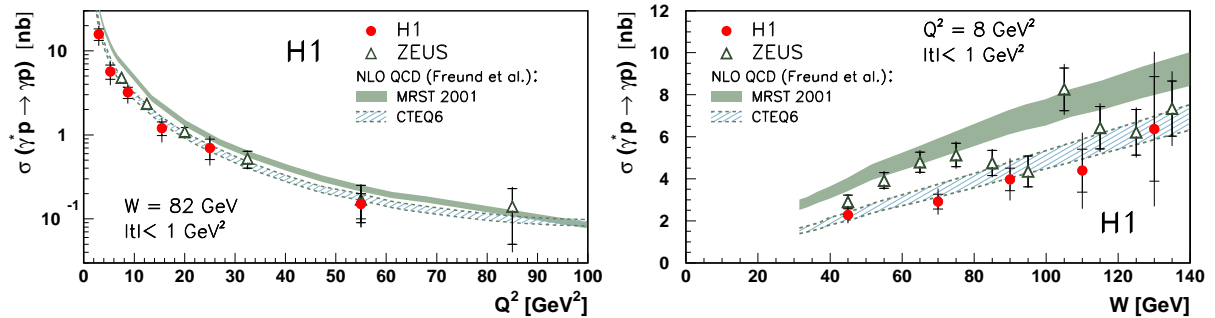 σ (γ* p → γp) [nb]
10
1
10⁻¹
H1
H1
ZEUS
NLO QCD (Freund et al.):
MRST 2001
CTEQ6
W = 82 GeV
ItI< 1 GeV²
0 10 20 30 40 50 60 70 80 90 100
Q² [GeV²]
σ (γ* p → γp) [nb]
12
10
8
6
4
2
0
Q² = 8 GeV²
ItI< 1 GeV²
H1
ZEUS
NLO QCD (Freund et al.):
MRST 2001
CTEQ6
H1
0 20 40 60 80 100 120 140
W [GeV]